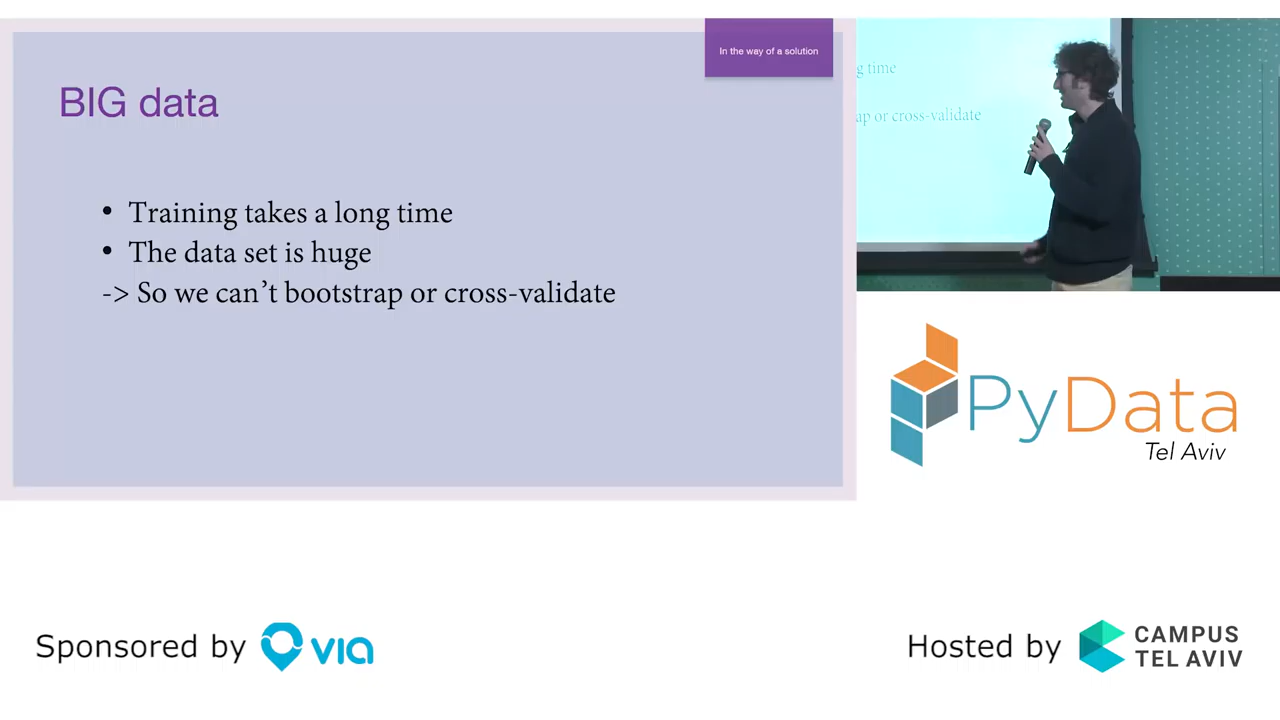 In the way of a solution
BIG data
• Training takes a long time
• The data set is huge
-> So we can’t bootstrap or cross-validate
g time
ap or cross-validate
PyData
Tel Aviv
Sponsored by via
Hosted by CAMPUS
TEL AVIV